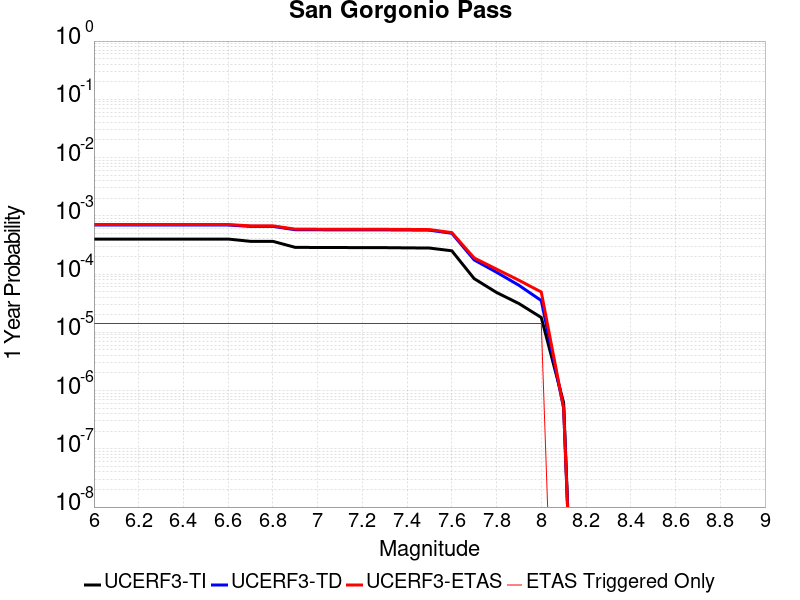 San Gorgonio Pass
1 Year Probability
10^0
10^-1
10^-2
10^-3
10^-4
10^-5
10^-6
10^-7
10^-8
6 6.2 6.4 6.6 6.8 7 7.2 7.4 7.6 7.8 8 8.2 8.4 8.6 8.8 9
Magnitude
UCERF3-TI UCERF3-TD UCERF3-ETAS ETAS Triggered Only